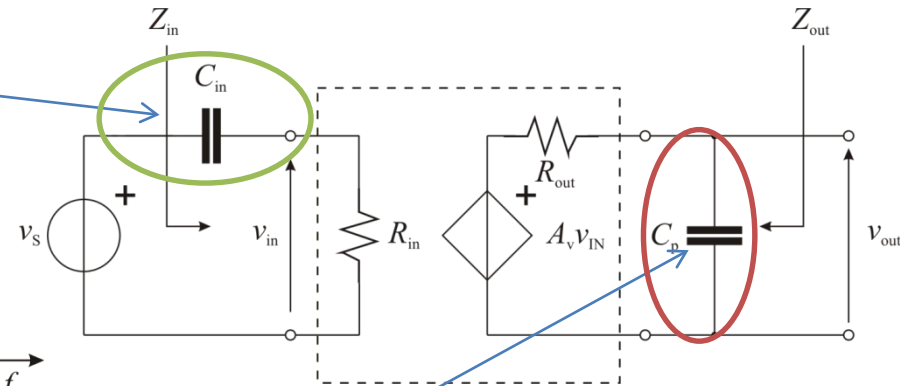 Z_in
Z_out
C_in
R_out
+
+
v_S
v_in
R_in
A_v v_IN
C_p
v_out
f